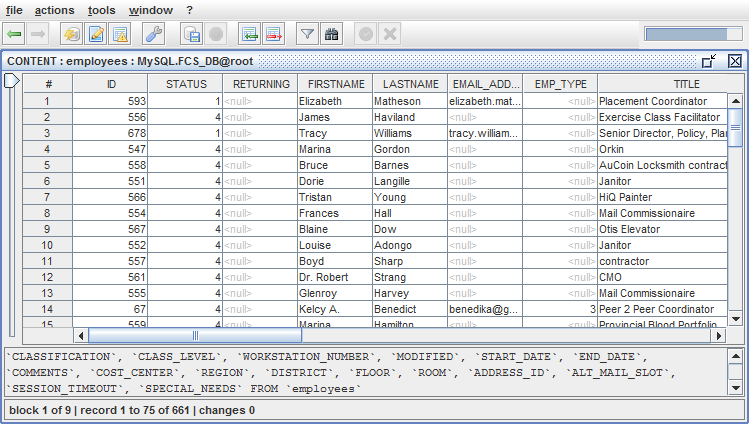 file actions tools window ?
CONTENT : employees : MySQL.FCS_DB@root
# ID STATUS RETURNING FIRSTNAME LASTNAME EMAIL_ADD... EMP_TYPE TITLE
1 593 1 <null> Elizabeth Matheson elizabeth.mat... <null> Placement Coordinator
2 556 4 <null> James Haviland <null> <null> Exercise Class Facilitator
3 678 1 <null> Tracy Williams tracy.william... <null> Senior Director, Policy, Pla
4 547 4 <null> Marina Gordon <null> <null> Orkin
5 558 4 <null> Bruce Barnes <null> <null> AuCoin Locksmith contract
6 551 4 <null> Dorie Langille <null> <null> Janitor
7 566 4 <null> Tristan Young <null> <null> HiQ Painter
8 554 4 <null> Frances Hall <null> <null> Mail Commissionaire
9 567 4 <null> Blaine Dow <null> <null> Otis Elevator
10 552 4 <null> Louise Adongo <null> <null> Janitor
11 557 4 <null> Boyd Sharp <null> <null> contractor
12 561 4 <null> Dr. Robert Strang <null> <null> CMO
13 555 4 <null> Glenroy Harvey <null> <null> Mail Commissionaire
14 67 4 <null> Kelcy A. Benedict benedika@g... 3 Peer 2 Peer Coordinator
15 559 4 <null> Marina Hamilton <null> <null> Provincial Blood Portfolio
`CLASSIFICATION`, `CLASS_LEVEL`, `WORKSTATION_NUMBER`, `MODIFIED`, `START_DATE`, `END_DATE`,
`COMMENTS`, `COST_CENTER`, `REGION`, `DISTRICT`, `FLOOR`, `ROOM`, `ADDRESS_ID`, `ALT_MAIL_SLOT`,
`SESSION_TIMEOUT`, `SPECIAL_NEEDS` FROM `employees`
block 1 of 9 | record 1 to 75 of 661 | changes 0